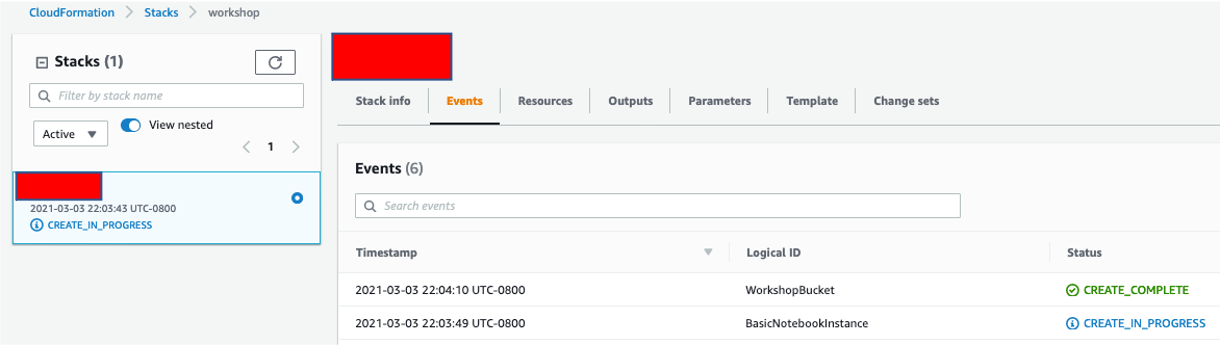 CloudFormation > Stacks > workshop
Stacks (1)
Filter by stack name
Active View nested
1
2021-03-03 22:03:43 UTC-0800
CREATE_IN_PROGRESS
Stack info Events Resources Outputs Parameters Template Change sets
Events (6)
Search events
Timestamp Logical ID Status
2021-03-03 22:04:10 UTC-0800 WorkshopBucket CREATE_COMPLETE
2021-03-03 22:03:49 UTC-0800 BasicNotebookInstance CREATE_IN_PROGRESS